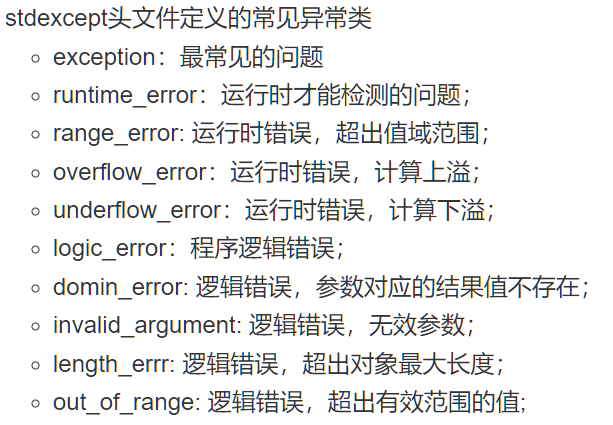 stdexcept头文件定义的常见异常类
exception：最常见的问题
runtime_error：运行时才能检测的问题；
range_error: 运行时错误，超出值域范围；
overflow_error：运行时错误，计算上溢；
underflow_error：运行时错误，计算下溢；
logic_error：程序逻辑错误；
domin_error: 逻辑错误，参数对应的结果值不存在；
invalid_argument: 逻辑错误，无效参数；
length_errr: 逻辑错误，超出对象最大长度；
out_of_range: 逻辑错误，超出有效范围的值;